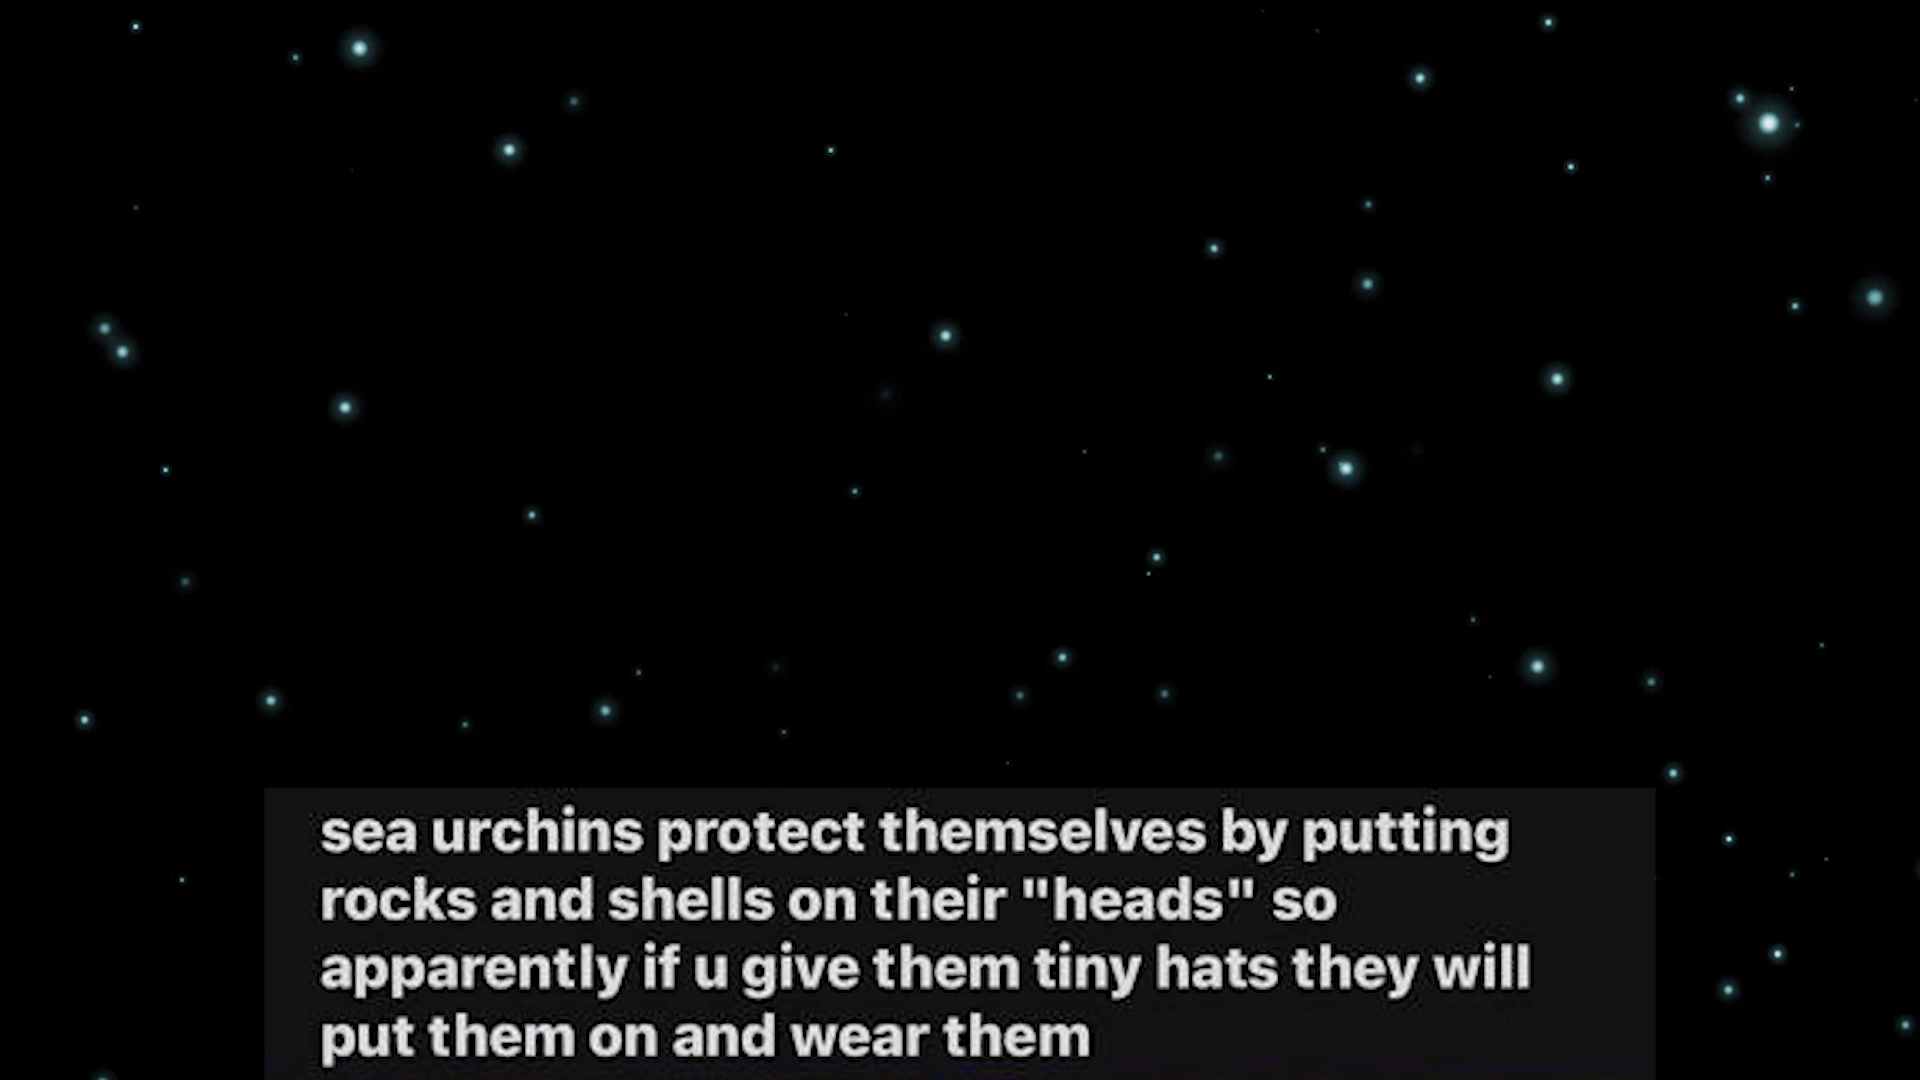 sea urchins protect themselves by putting
rocks and shells on their "heads" so
apparently if u give them tiny hats they will
put them on and wear them